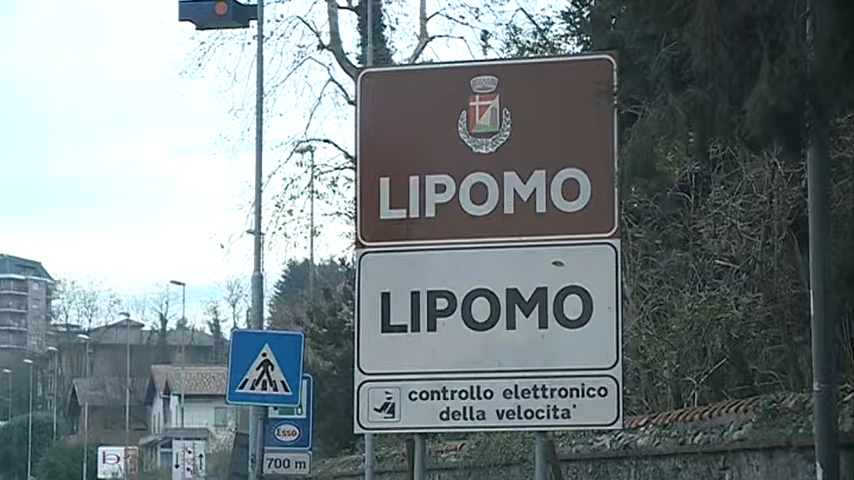 LIPOMO
LIPOMO
controllo elettronico
della velocita'
Esso
700 m